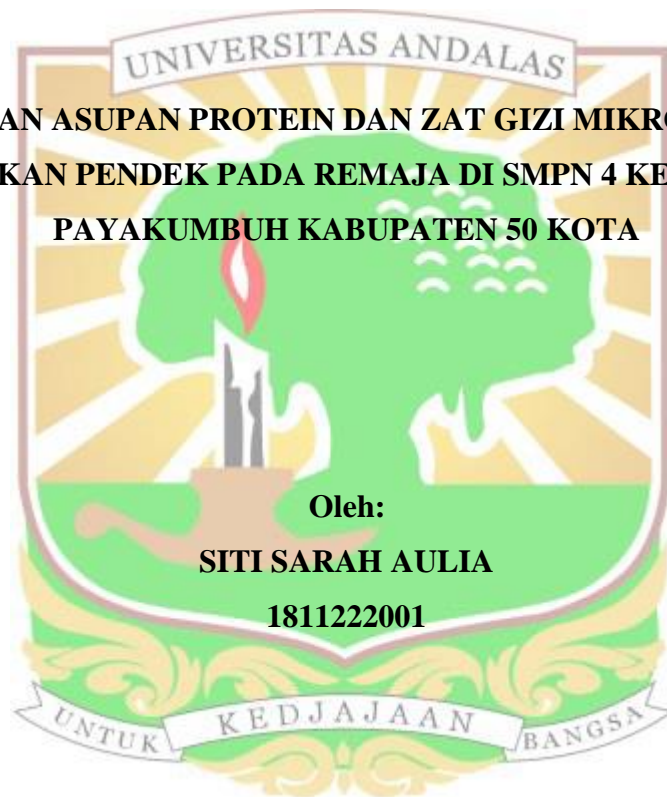 UNIVERSITAS ANDALAS
AN ASUPAN PROTEIN DAN ZAT GIZI MIKRO
KAN PENDEK PADA REMAJA DI SMPN 4 KE
PAYAKUMBUH KABUPATEN 50 KOTA
Oleh:
SITI SARAH AULIA
1811222001
UNTUK KEDJAJAAN BANGSA